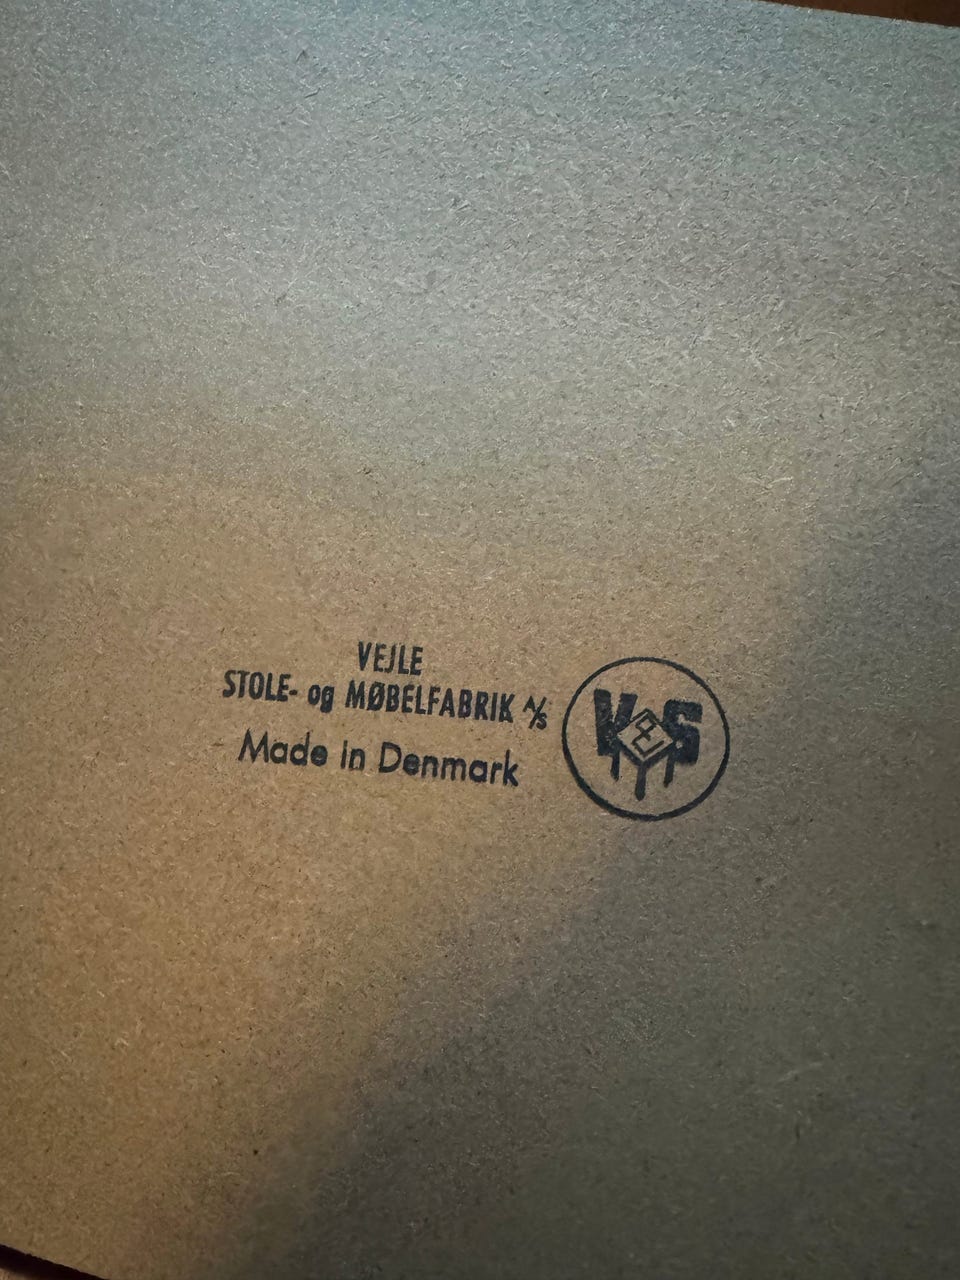 VEJLE
STOLE- og MØBELFABRIK A/S
Made in Denmark
V&S